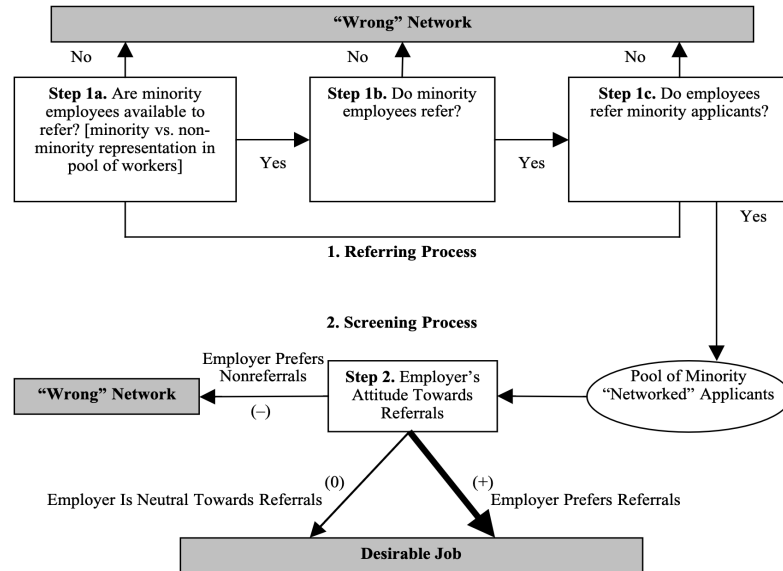 “Wrong” Network
No
No
No
Step 1a. Are minority
employees available to
refer? [minority vs. non-
minority representation in
pool of workers]
Yes
Step 1b. Do minority
employees refer?
Yes
Step 1c. Do employees
refer minority applicants?
Yes
1. Referring Process
2. Screening Process
Employer Prefers
Nonreferrals
“Wrong” Network
(–)
Step 2. Employer’s
Attitude Towards
Referrals
Pool of Minority
“Networked” Applicants
(0)
(+)
Employer Is Neutral Towards Referrals
Employer Prefers Referrals
Desirable Job